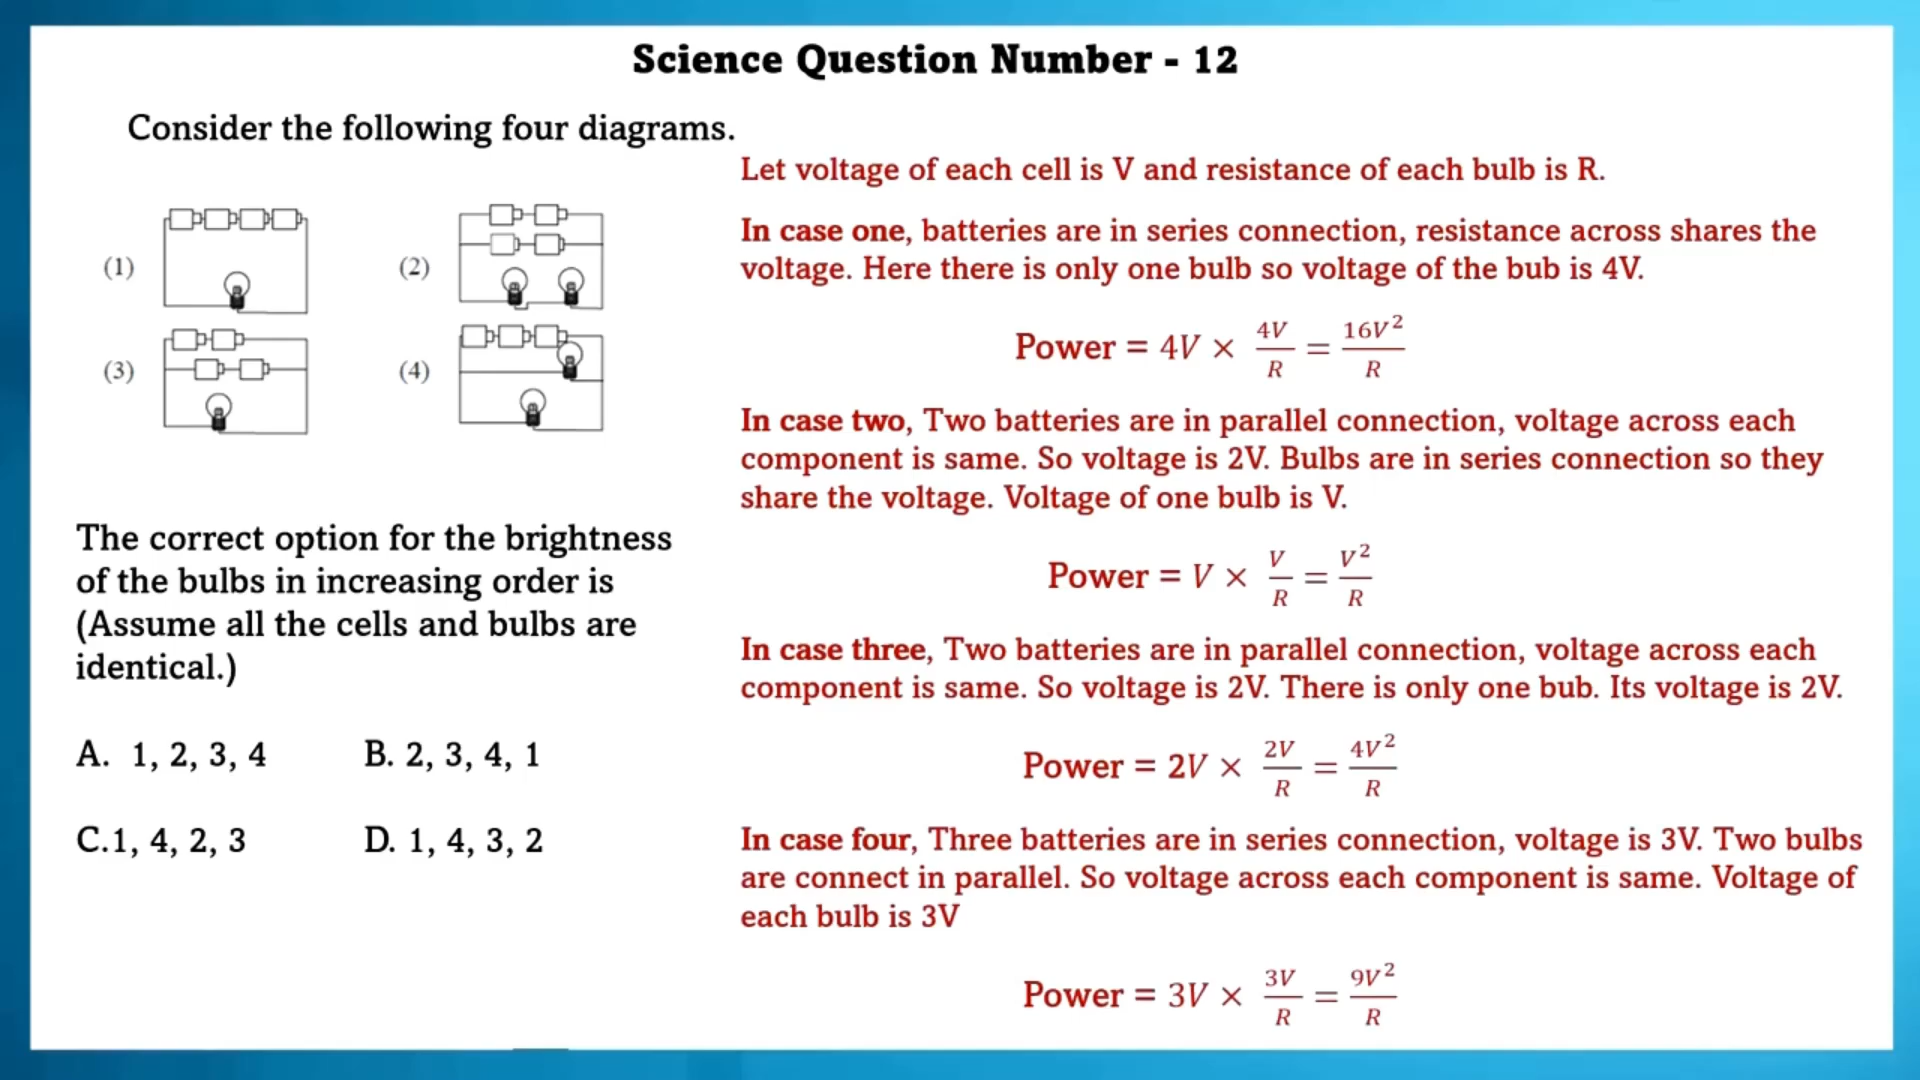 Science Question Number - 12
Consider the following four diagrams.
(1)
(2)
(3)
(4)
The correct option for the brightness
of the bulbs in increasing order is
(Assume all the cells and bulbs are
identical.)
A. 1, 2, 3, 4
B. 2, 3, 4, 1
C.1, 4, 2, 3
D. 1, 4, 3, 2
Let voltage of each cell is V and resistance of each bulb is R.
In case one, batteries are in series connection, resistance across shares the
voltage. Here there is only one bulb so voltage of the bub is 4V.
Power = 4V × 4V/R = 16V²/R
In case two, Two batteries are in parallel connection, voltage across each
component is same. So voltage is 2V. Bulbs are in series connection so they
share the voltage. Voltage of one bulb is V.
Power = V × V/R = V²/R
In case three, Two batteries are in parallel connection, voltage across each
component is same. So voltage is 2V. There is only one bub. Its voltage is 2V.
Power = 2V × 2V/R = 4V²/R
In case four, Three batteries are in series connection, voltage is 3V. Two bulbs
are connect in parallel. So voltage across each component is same. Voltage of
each bulb is 3V
Power = 3V × 3V/R = 9V²/R